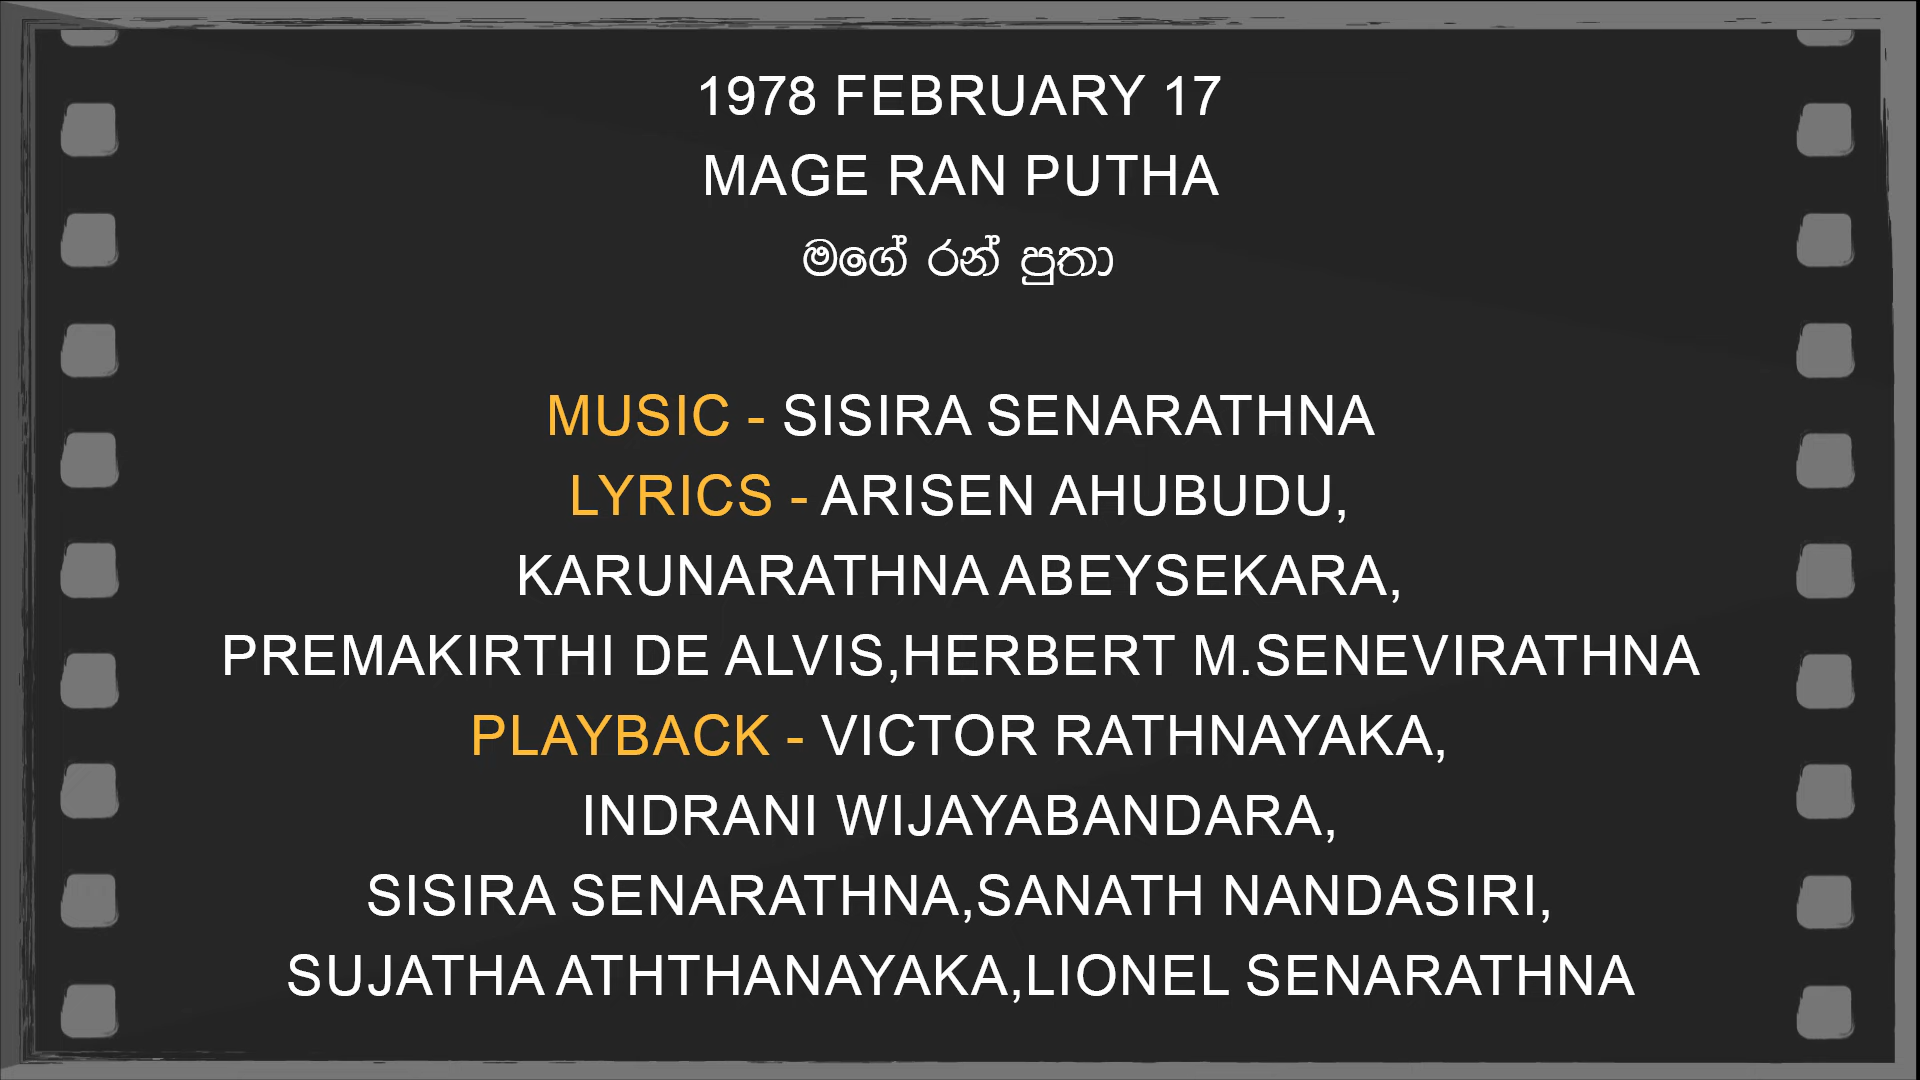 1978 FEBRUARY 17
MAGE RAN PUTHA
මගේ රන් පුතා
MUSIC - SISIRA SENARATHNA
LYRICS - ARISEN AHUBUDU,
KARUNARATHNA ABEYSEKARA,
PREMAKIRTHI DE ALVIS,HERBERT M.SENEVIRATHNA
PLAYBACK - VICTOR RATHNAYAKA,
INDRANI WIJAYABANDARA,
SISIRA SENARATHNA,SANATH NANDASIRI,
SUJATHA ATHTHANAYAKA,LIONEL SENARATHNA